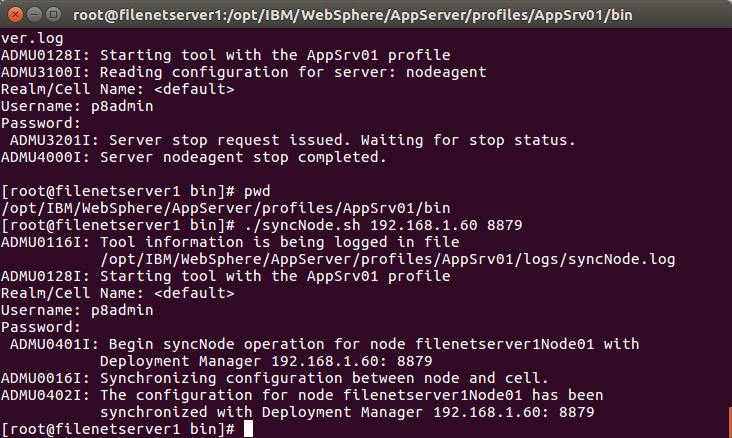 root@filenetserver1:/opt/IBM/WebSphere/AppServer/profiles/AppSrv01/bin
ver.log
ADMU0128I: Starting tool with the AppSrv01 profile
ADMU3100I: Reading configuration for server: nodeagent
Realm/Cell Name: <default>
Username: p8admin
Password:
 ADMU3201I: Server stop request issued. Waiting for stop status.
ADMU4000I: Server nodeagent stop completed.

[root@filenetserver1 bin]# pwd
/opt/IBM/WebSphere/AppServer/profiles/AppSrv01/bin
[root@filenetserver1 bin]# ./syncNode.sh 192.168.1.60 8879
ADMU0116I: Tool information is being logged in file
           /opt/IBM/WebSphere/AppServer/profiles/AppSrv01/logs/syncNode.log
ADMU0128I: Starting tool with the AppSrv01 profile
Realm/Cell Name: <default>
Username: p8admin
Password:
 ADMU0401I: Begin syncNode operation for node filenetserver1Node01 with
           Deployment Manager 192.168.1.60: 8879
ADMU0016I: Synchronizing configuration between node and cell.
ADMU0402I: The configuration for node filenetserver1Node01 has been
           synchronized with Deployment Manager 192.168.1.60: 8879
[root@filenetserver1 bin]#